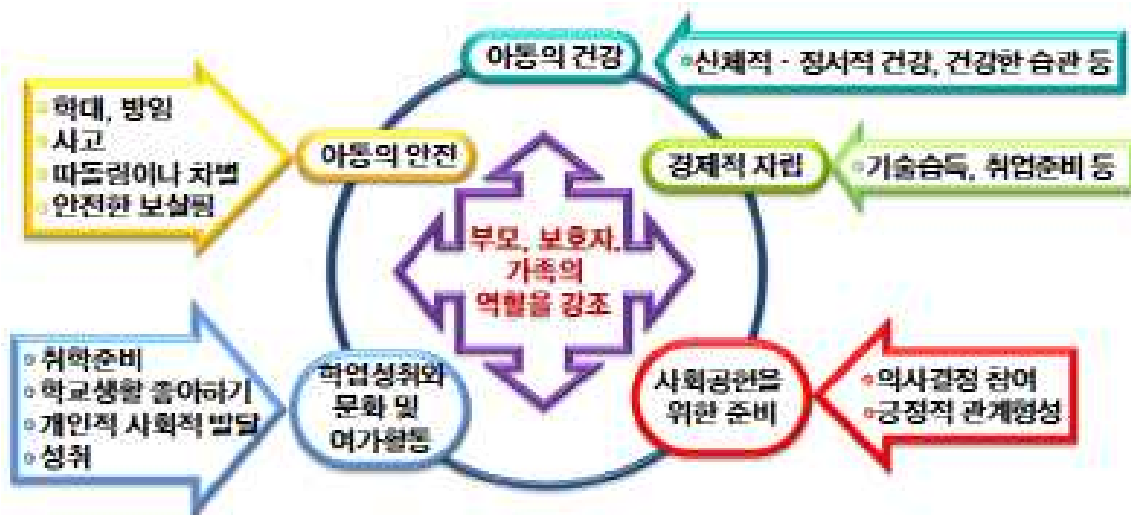 아동의 건강
신체적 · 정서적 건강, 건강한 습관 등
학대, 방임
사고
따돌림이나 차별
안전한 보살핌
아동의 안전
경제적 자립
기술습득, 취업준비 등
부모, 보호자,
가족의
역할을 강조
취학준비
학교생활 좋아하기
개인적 사회적 발달
성취
학업성취와
문화 및
여가활동
사회공헌을
위한 준비
의사결정 참여
긍정적 관계형성